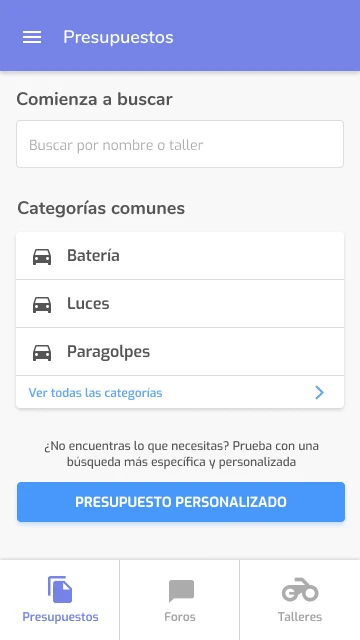 Presupuestos
Comienza a buscar
Buscar por nombre o taller
Categorías comunes
Batería
Luces
Paragolpes
Ver todas las categorías
¿No encuentras lo que necesitas? Prueba con una
búsqueda más específica y personalizada
PRESUPUESTO PERSONALIZADO
Presupuestos
Foros
Talleres